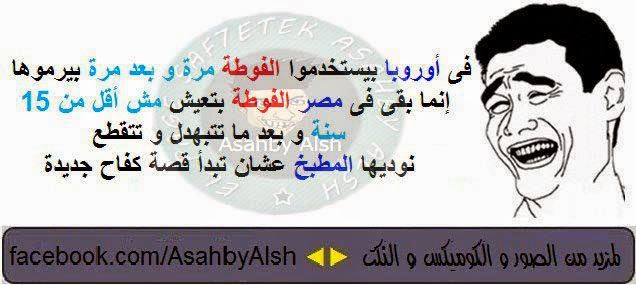 فى أوروبا بيستخدموا الفوطة مرة و بعد مرة بيرموها
إنما بقى فى مصر الفوطة بتعيش مش أقل من 15
سنة و بعد ما تتبهدل و تتقطع
نوديها المطبخ عشان تبدأ قصة كفاح جديدة
Asahby Alsh
لمزيد من الصور و الكوميكس و النكت
facebook.com/AsahbyAlsh